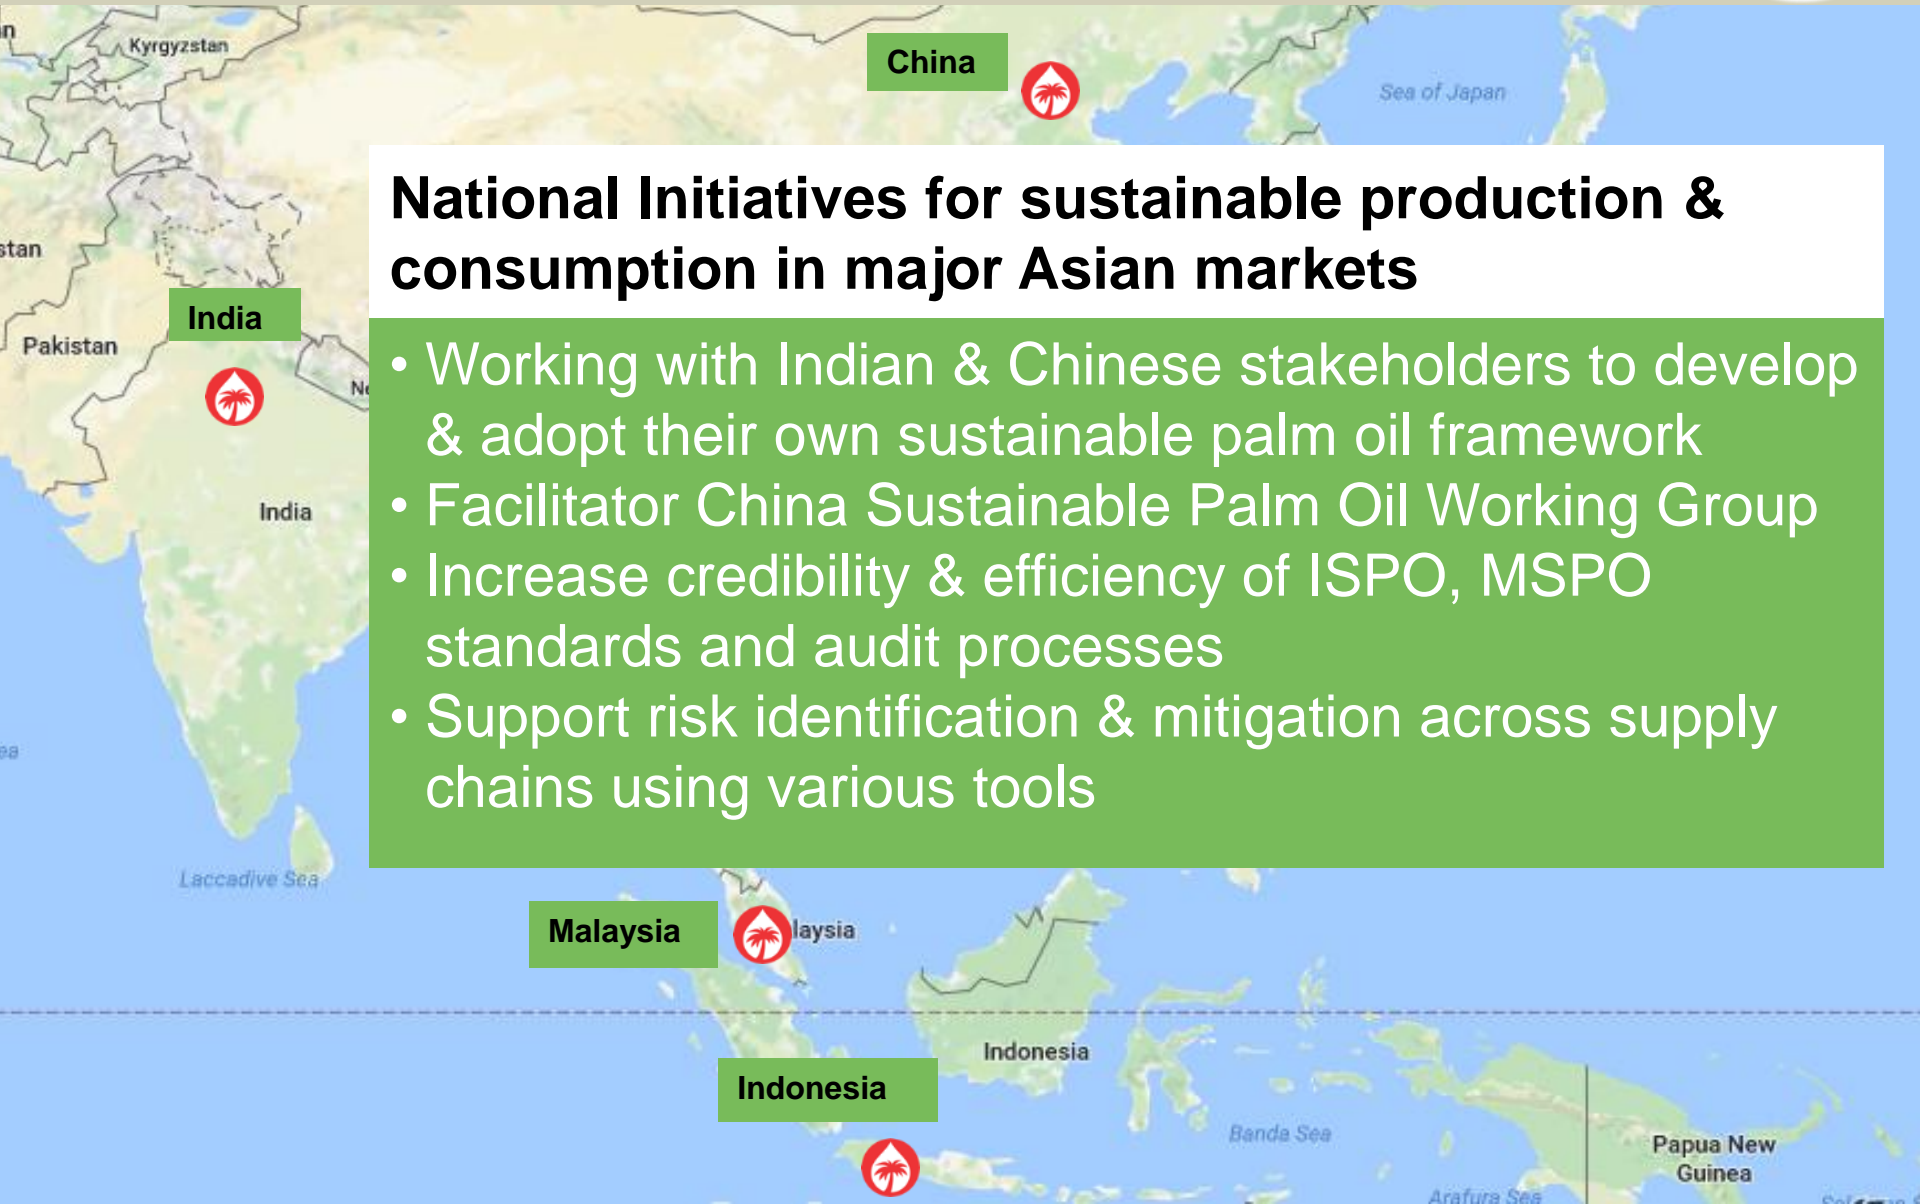 Kyrgyzstan
China
Sea of Japan
National Initiatives for sustainable production &
consumption in major Asian markets
India
Pakistan
• Working with Indian & Chinese stakeholders to develop
& adopt their own sustainable palm oil framework
• Facilitator China Sustainable Palm Oil Working Group
India
• Increase credibility & efficiency of ISPO, MSPO
standards and audit processes
• Support risk identification & mitigation across supply
chains using various tools
Laccadive Sea
Malaysia
laysia
Indonesia
Indonesia
Banda Sea
Papua New
Guinea
Arafura Sea